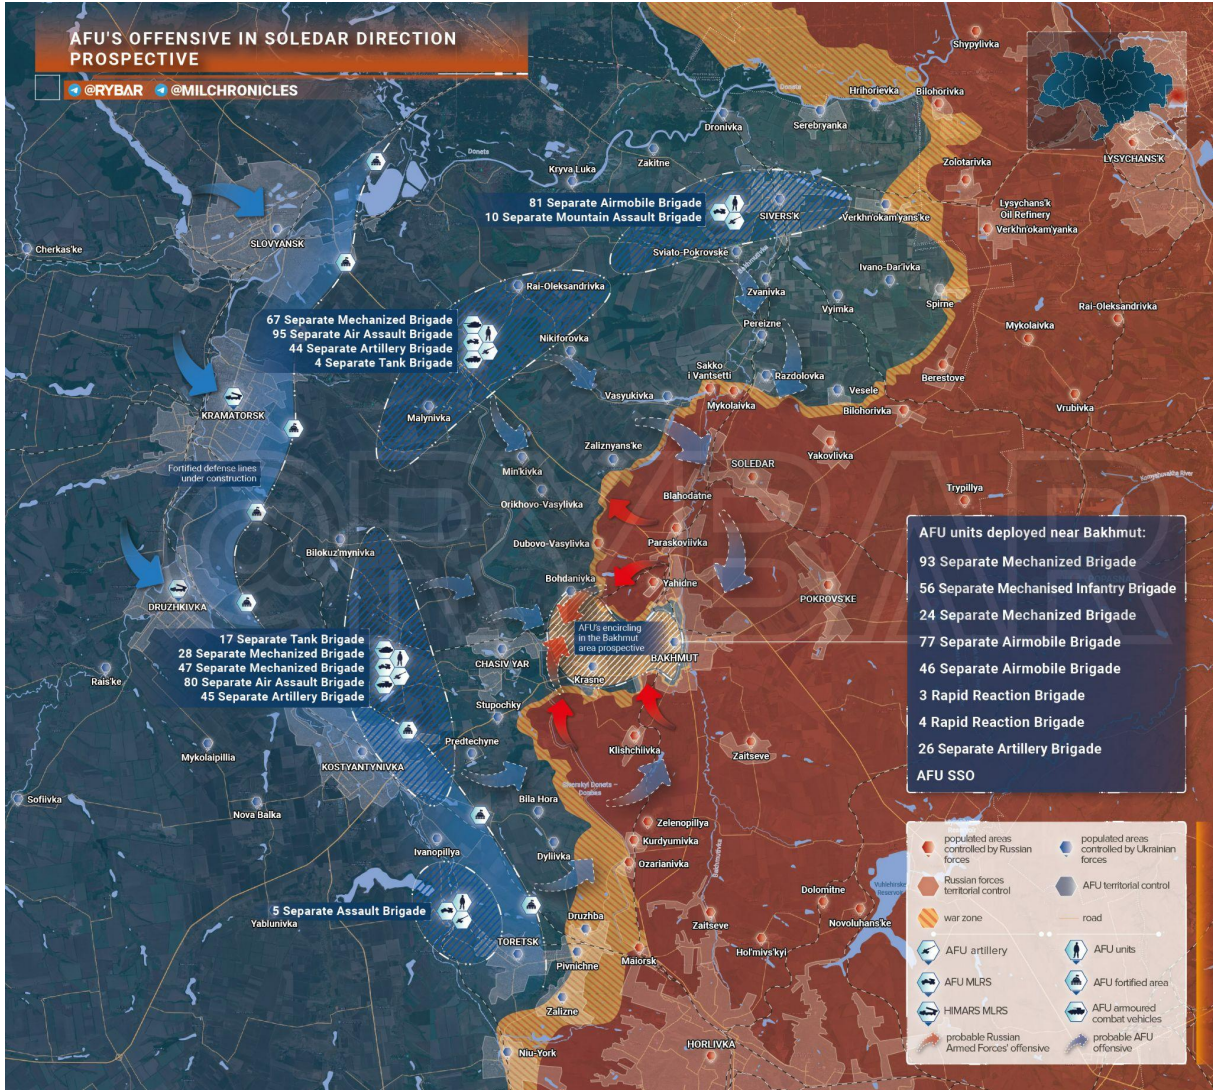 AFU'S OFFENSIVE IN SOLEDAR DIRECTION
PROSPECTIVE
@RYBAR @MILCHRONICLES
Shypylivka
Hrihorievka
Bilohorivka
Donets
Dronivka
Serebryanka
LYSYCHANS'K
Zakitne
Donets
Kryva Luka
Zolotarivka
81 Separate Airmobile Brigade
10 Separate Mountain Assault Brigade
SIVERS'K
Verkhn'okam'yans'ke
Lysychans'k
Oil Refinery
Verkhn'okam'yanka
SLOVYANSK
Cherkas'ke
Sviato-Pokrovske
Ivano-Dar'ivka
Rai-Oleksandrivka
Zvanivka
Vyimka
Spirne
Rai-Oleksandrivka
67 Separate Mechanized Brigade
95 Separate Air Assault Brigade
44 Separate Artillery Brigade
4 Separate Tank Brigade
Pereizne
Mykolaivka
Nikiforovka
Sakko
i Vantsetti
Razdolovka
Berestove
Vasyukivka
Mykolaivka
Vesele
Bilohorivka
Vrubivka
KRAMATORSK
Malynivka
Zaliznyans'ke
Yakovlivka
Fortified defense lines
under construction
Min'kivka
SOLEDAR
Orikhovo-Vasylivka
Blahodatne
Trypillya
@RYBAR
Dubovo-Vasylivka
Paraskoviivka
Bilokuz'mynivka
Bohdanivka
Yahidne
POKROVS'KE
DRUZHKIVKA
AFU's encircling
in the Bakhmut
area prospective
BAKHMUT
CHASIV YAR
Krasne
17 Separate Tank Brigade
28 Separate Mechanized Brigade
47 Separate Mechanized Brigade
80 Separate Air Assault Brigade
45 Separate Artillery Brigade
Rais'ke
Stupochky
Predtechyne
Klishchiivka
Zaitseve
Mykolaipillia
KOSTYANTYNIVKA
Siverskyi Donets -
Donbas
Sofiivka
Nova Balka
Bila Hora
Zelenopillya
Kurdyumivka
Ivanopillya
Dyliivka
Ozarianivka
Bakhmutivka
5 Separate Assault Brigade
Yablunivka
Druzhba
Dolomitne
Novoluhans'ke
Zaitseve
TORETSK
Pivnichne
Maiorsk
Hol'mivs'kyi
Zalizne
Niu-York
HORLIVKA
AFU units deployed near Bakhmut:
93 Separate Mechanized Brigade
56 Separate Mechanised Infantry Brigade
24 Separate Mechanized Brigade
77 Separate Airmobile Brigade
46 Separate Airmobile Brigade
3 Rapid Reaction Brigade
4 Rapid Reaction Brigade
26 Separate Artillery Brigade
AFU SSO
populated areas
controlled by Russian
forces
populated areas
controlled by Ukrainian
forces
Russian forces
territorial control
AFU territorial control
war zone
road
AFU artillery
AFU units
AFU MLRS
AFU fortified area
HIMARS MLRS
AFU armoured
combat vehicles
probable Russian
Armed Forces' offensive
probable AFU
offensive